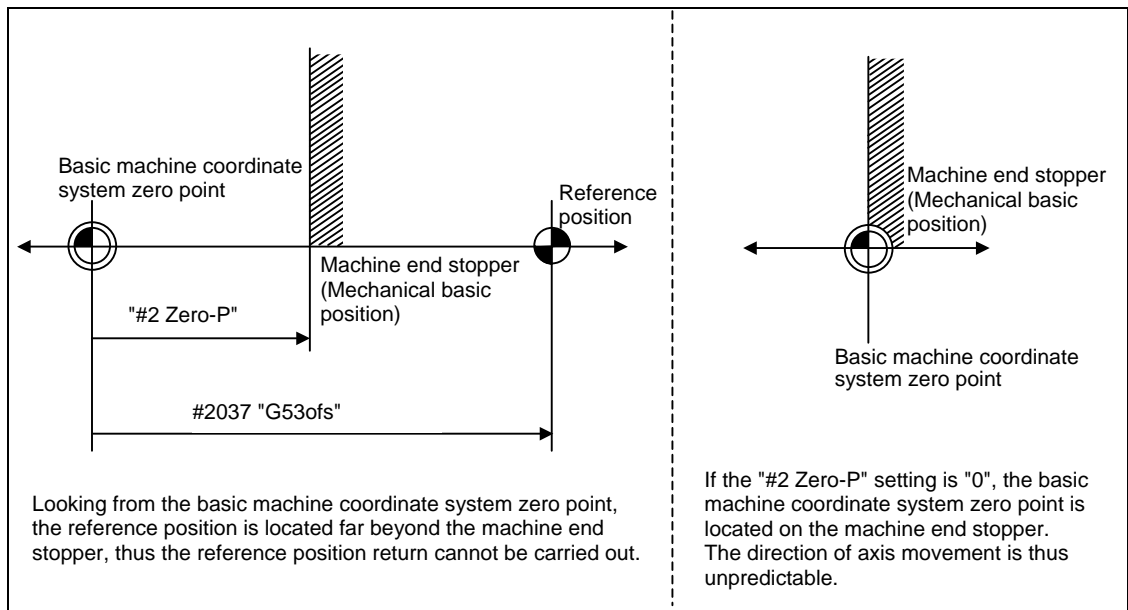 Basic machine coordinate
system zero point
Reference
position
Machine end stopper
(Mechanical basic
position)
"#2 Zero-P"
#2037 "G53ofs"
Looking from the basic machine coordinate system zero point,
the reference position is located far beyond the machine end
stopper, thus the reference position return cannot be carried out.
Machine end stopper
(Mechanical basic
position)
Basic machine coordinate
system zero point
If the "#2 Zero-P" setting is "0", the basic
machine coordinate system zero point is
located on the machine end stopper.
The direction of axis movement is thus
unpredictable.